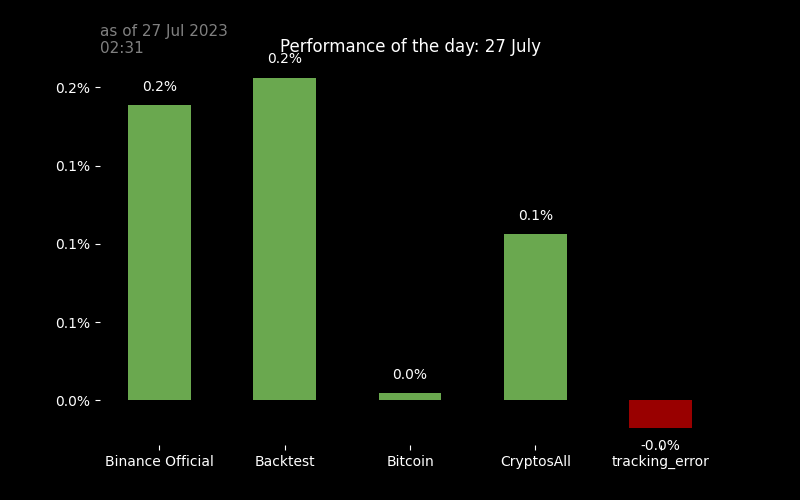 as of 27 Jul 2023
02:31
Performance of the day: 27 July
0.2%
0.2%
0.2%
0.1%
0.1%
0.1%
0.1%
0.0%
0.0%
-0.0%
Binance Official
Backtest
Bitcoin
CryptosAll
tracking_error